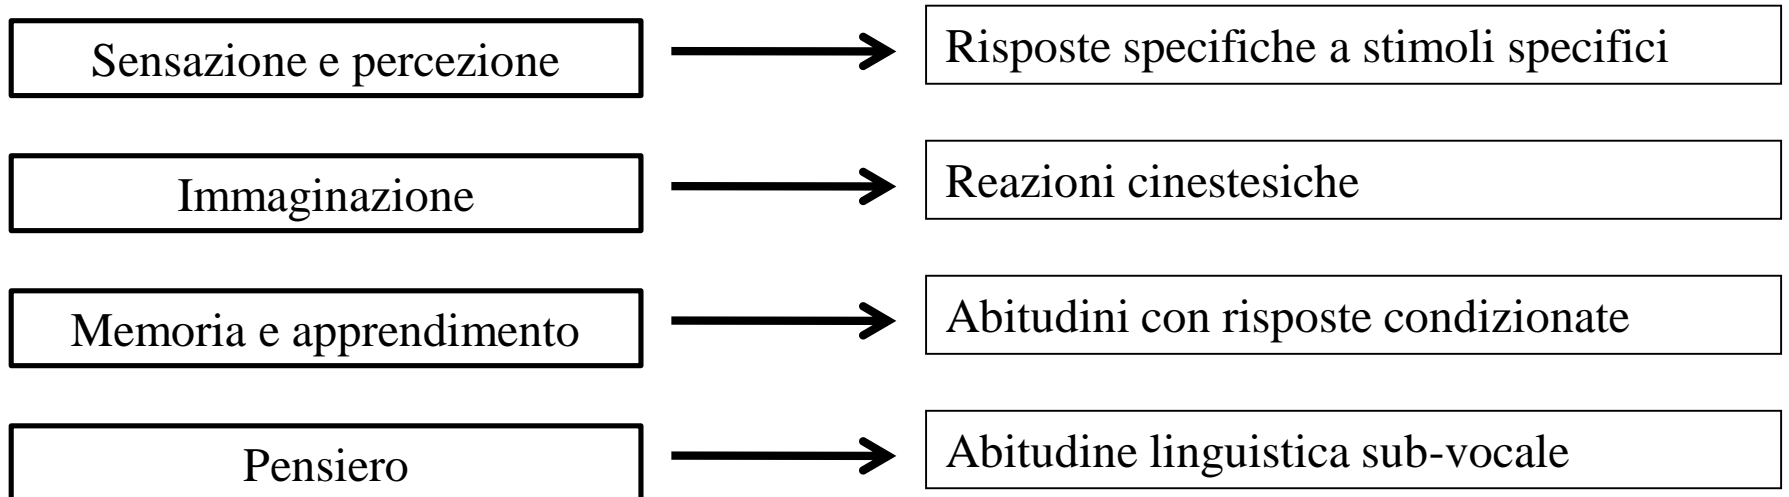 Sensazione e percezione
Risposte specifiche a stimoli specifici
Immaginazione
Reazioni cinestesiche
Memoria e apprendimento
Abitudini con risposte condizionate
Pensiero
Abitudine linguistica sub-vocale